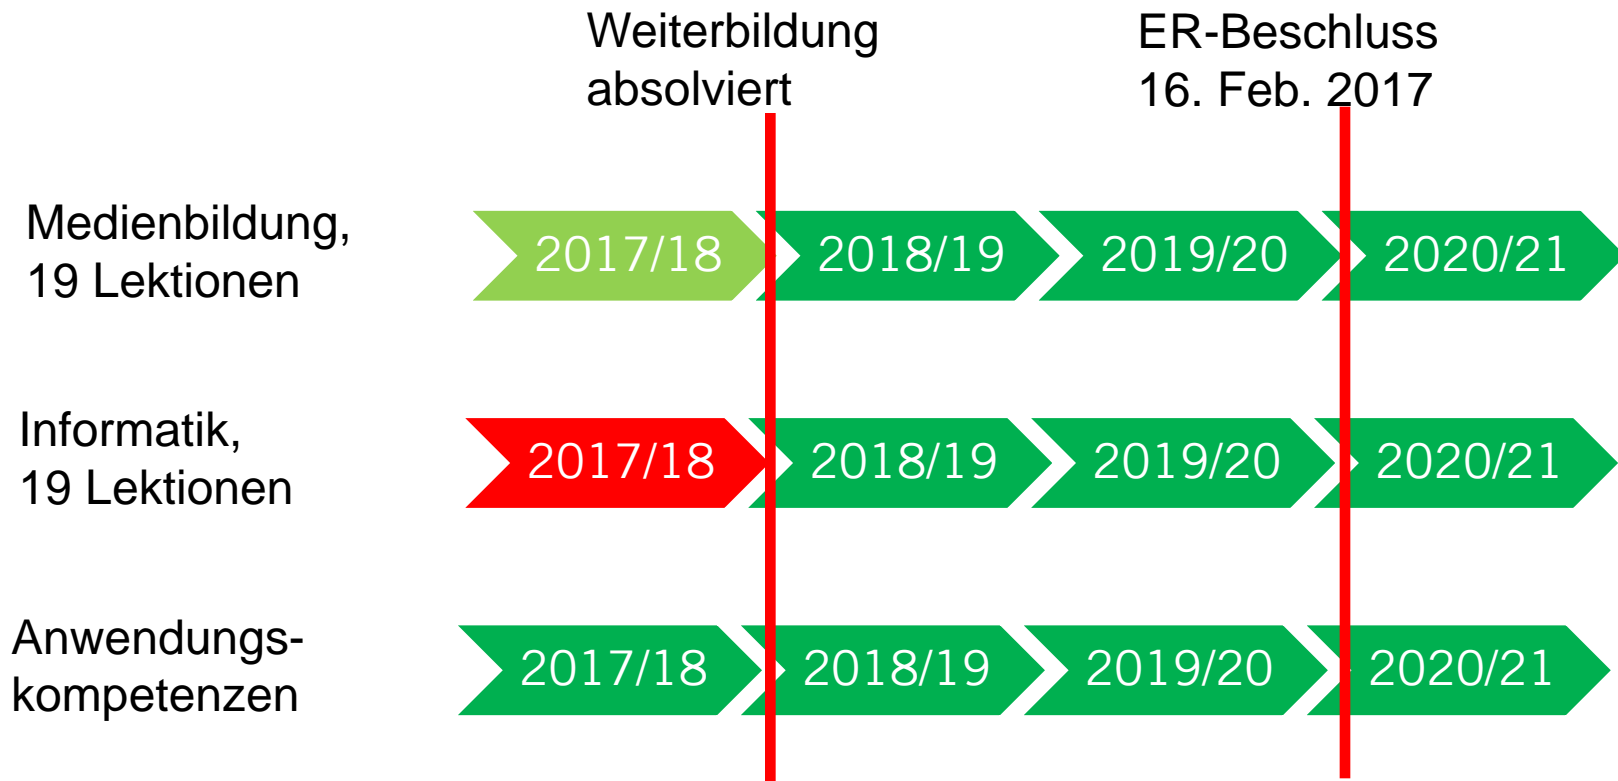 Weiterbildung
absolviert
ER-Beschluss
16. Feb. 2017
Medienbildung,
19 Lektionen
2017/18 2018/19 2019/20 2020/21
Informatik,
19 Lektionen
2017/18 2018/19 2019/20 2020/21
Anwendungs-
kompetenzen
2017/18 2018/19 2019/20 2020/21